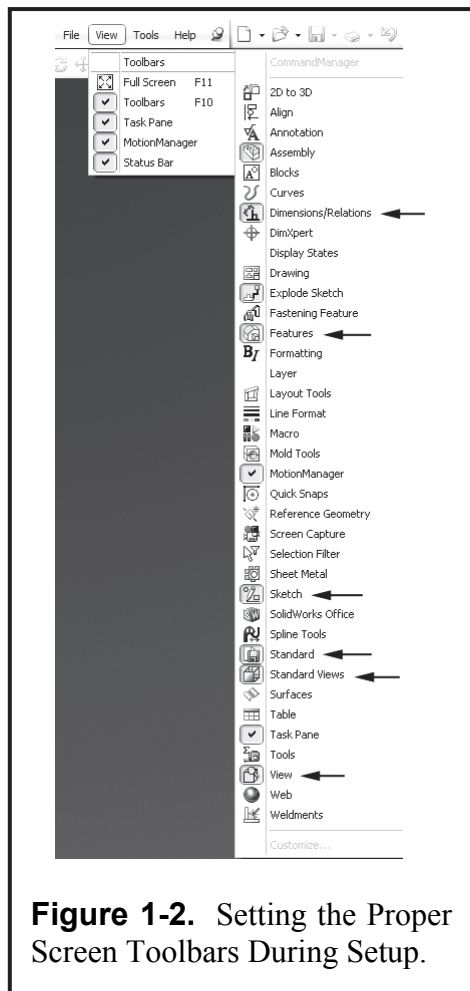 File View Tools Help
Toolbars
Full Screen F11
Toolbars F10
Task Pane
MotionManager
Status Bar
CommandManager
2D to 3D
Align
Annotation
Assembly
Blocks
Curves
Dimensions/Relations
DimXpert
Display States
Drawing
Explode Sketch
Fastening Feature
Features
Formatting
Layer
Layout Tools
Line Format
Macro
Mold Tools
MotionManager
Quick Snaps
Reference Geometry
Screen Capture
Selection Filter
Sheet Metal
Sketch
SolidWorks Office
Spline Tools
Standard
Standard Views
Surfaces
Table
Task Pane
Tools
View
Web
Weldments
Customize...
Figure 1-2. Setting the Proper
Screen Toolbars During Setup.